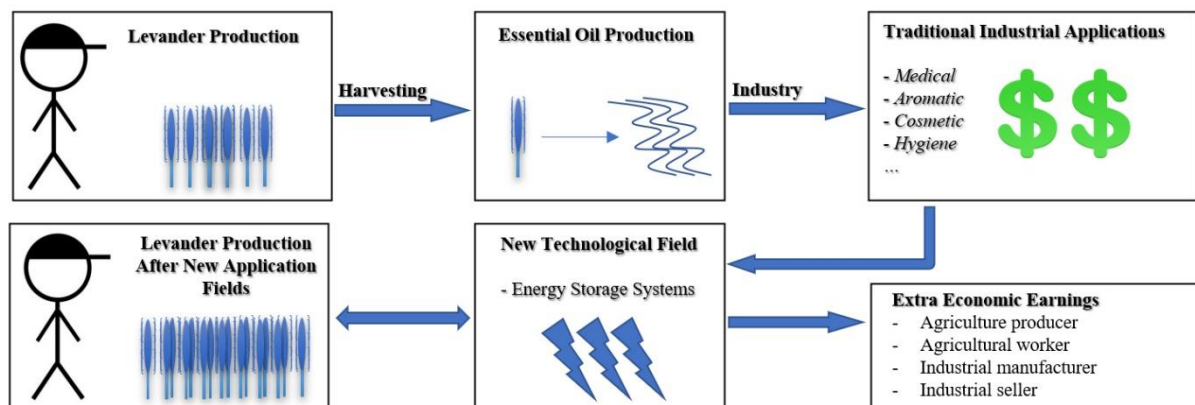 Levander Production
Harvesting
Essential Oil Production
Industry
Traditional Industrial Applications
- Medical
- Aromatic
- Cosmetic
- Hygiene
...
Levander Production
After New Application
Fields
New Technological Field
- Energy Storage Systems
Extra Economic Earnings
- Agriculture producer
- Agricultural worker
- Industrial manufacturer
- Industrial seller